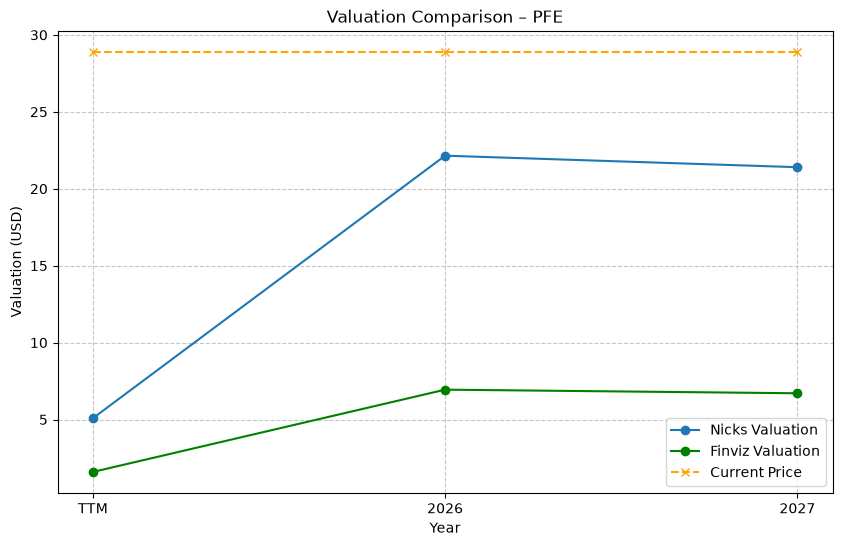 Valuation Comparison – PFE
Valuation (USD)
30
25
20
15
10
5
TTM
2026
2027
Year
Nicks Valuation
Finviz Valuation
Current Price